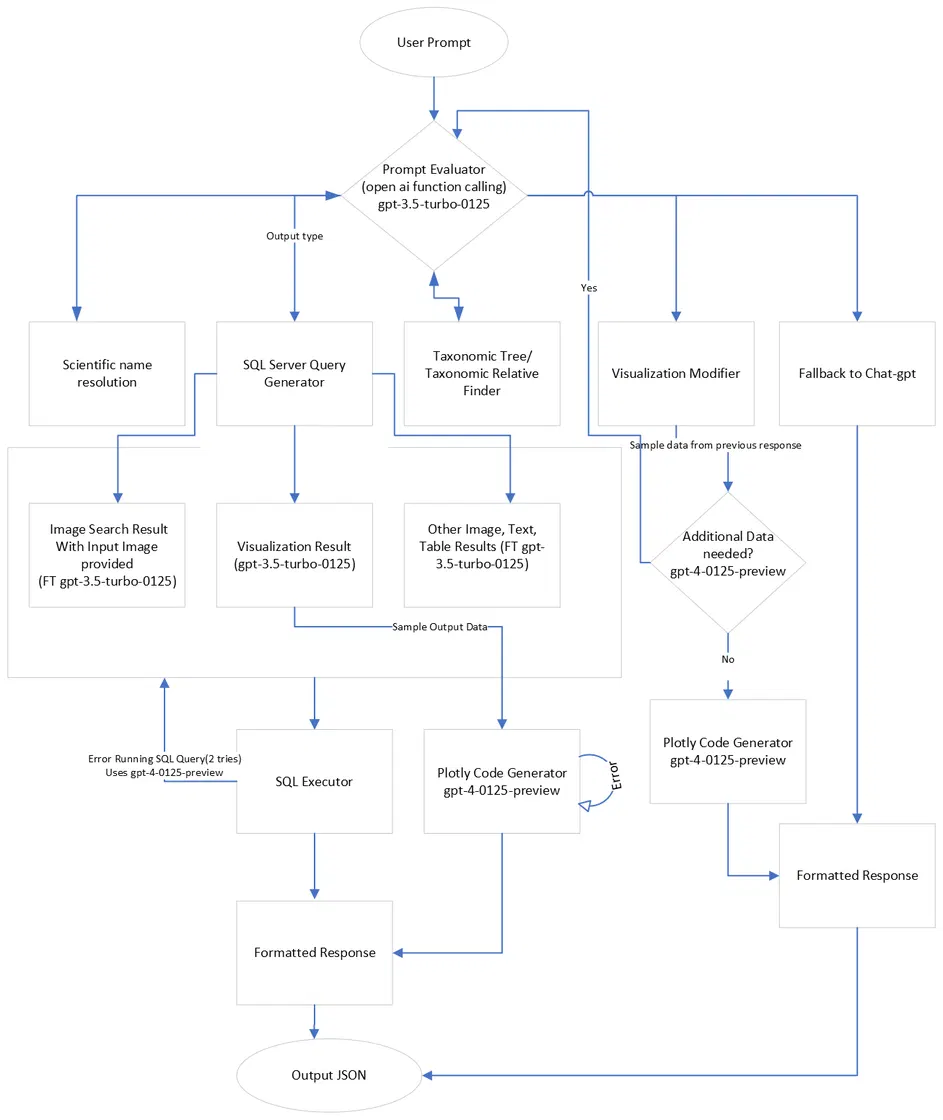 User Prompt
Prompt Evaluator
(open ai function calling)
gpt-3.5-turbo-0125
Output type
Yes
Scientific name
resolution
SQL Server Query
Generator
Taxonomic Tree/
Taxonomic Relative
Finder
Visualization Modifier
Fallback to Chat-gpt
Sample data from previous response
Image Search Result
With Input Image
provided
(FT gpt-3.5-turbo-0125)
Visualization Result
(gpt-3.5-turbo-0125)
Other Image, Text,
Table Results (FT gpt-
3.5-turbo-0125)
Additional Data
needed?
gpt-4-0125-preview
Sample Output Data
No
Error Running SQL Query(2 tries)
Uses gpt-4-0125-preview
SQL Executor
Plotly Code Generator
gpt-4-0125-preview
Error
Plotly Code Generator
gpt-4-0125-preview
Formatted Response
Formatted Response
Output JSON